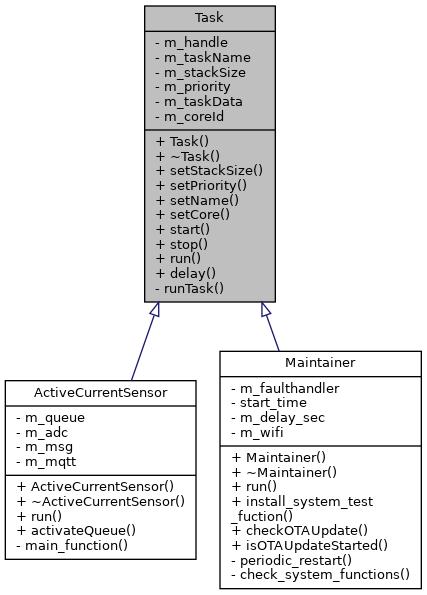 Task
- m_handle
- m_taskName
- m_stackSize
- m_priority
- m_taskData
- m_coreId
+ Task()
+ ~Task()
+ setStackSize()
+ setPriority()
+ setName()
+ setCore()
+ start()
+ stop()
+ run()
+ delay()
- runTask()
ActiveCurrentSensor
- m_queue
- m_adc
- m_msg
- m_mqtt
+ ActiveCurrentSensor()
+ ~ActiveCurrentSensor()
+ run()
+ activateQueue()
- main_function()
Maintainer
- m_faulthandler
- start_time
- m_delay_sec
- m_wifi
+ Maintainer()
+ ~Maintainer()
+ run()
+ install_system_test
_fuction()
+ checkOTAUpdate()
+ isOTAUpdateStarted()
- periodic_restart()
- check_system_functions()